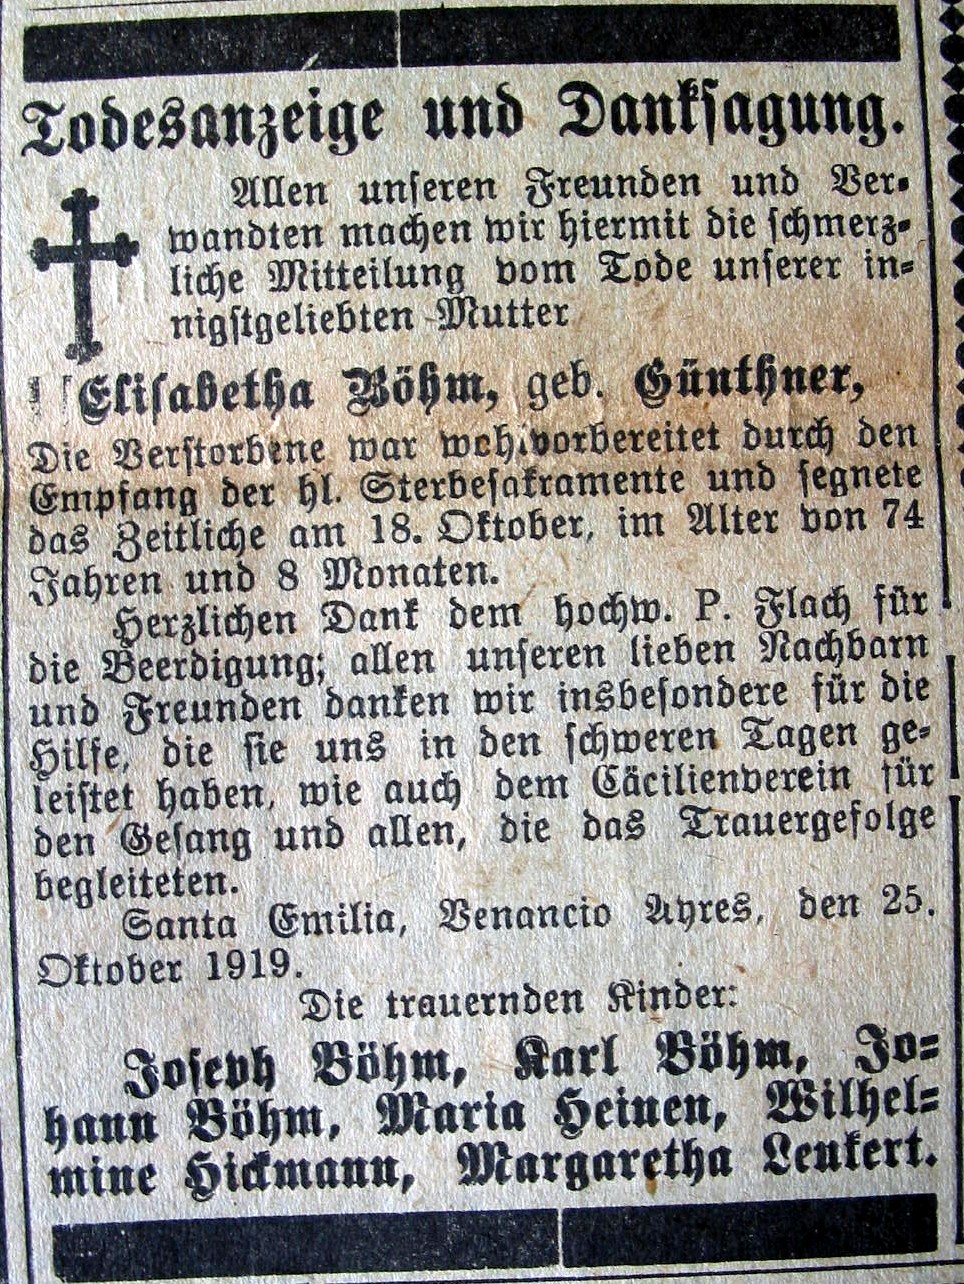 Todesanzeige und Dankſagung.
Allen unſeren Freunden und Ver-
wandten machen wir hiermit die ſchmerz-
liche Mitteilung vom Tode unſerer in-
nigſtgeliebten Mutter
Eliſabetha Böhm, geb. Günthner,
Die Verſtorbene war wohlvorbereitet durch den
Empfang der hl. Sterbeſakramente und ſegnete
das Zeitliche am 18. Oktober, im Alter von 74
Jahren und 8 Monaten.
Herzlichen Dank dem hochw. P. Flach für
die Beerdigung; allen unſeren lieben Nachbarn
und Freunden danken wir insbeſondere für die
Hilfe, die ſie uns in den ſchweren Tagen ge-
leiſtet haben, wie auch dem Cäcilienverein für
den Geſang und allen, die das Trauergefolge
begleiteten.
Santa Emilia, Venancio Ayres, den 25.
Oktober 1919.
Die trauernden Kinder:
Joſeph Böhm, Karl Böhm, Jo-
hann Böhm, Maria Heinen, Wilhel-
mine Hickmann, Margaretha Leukert.